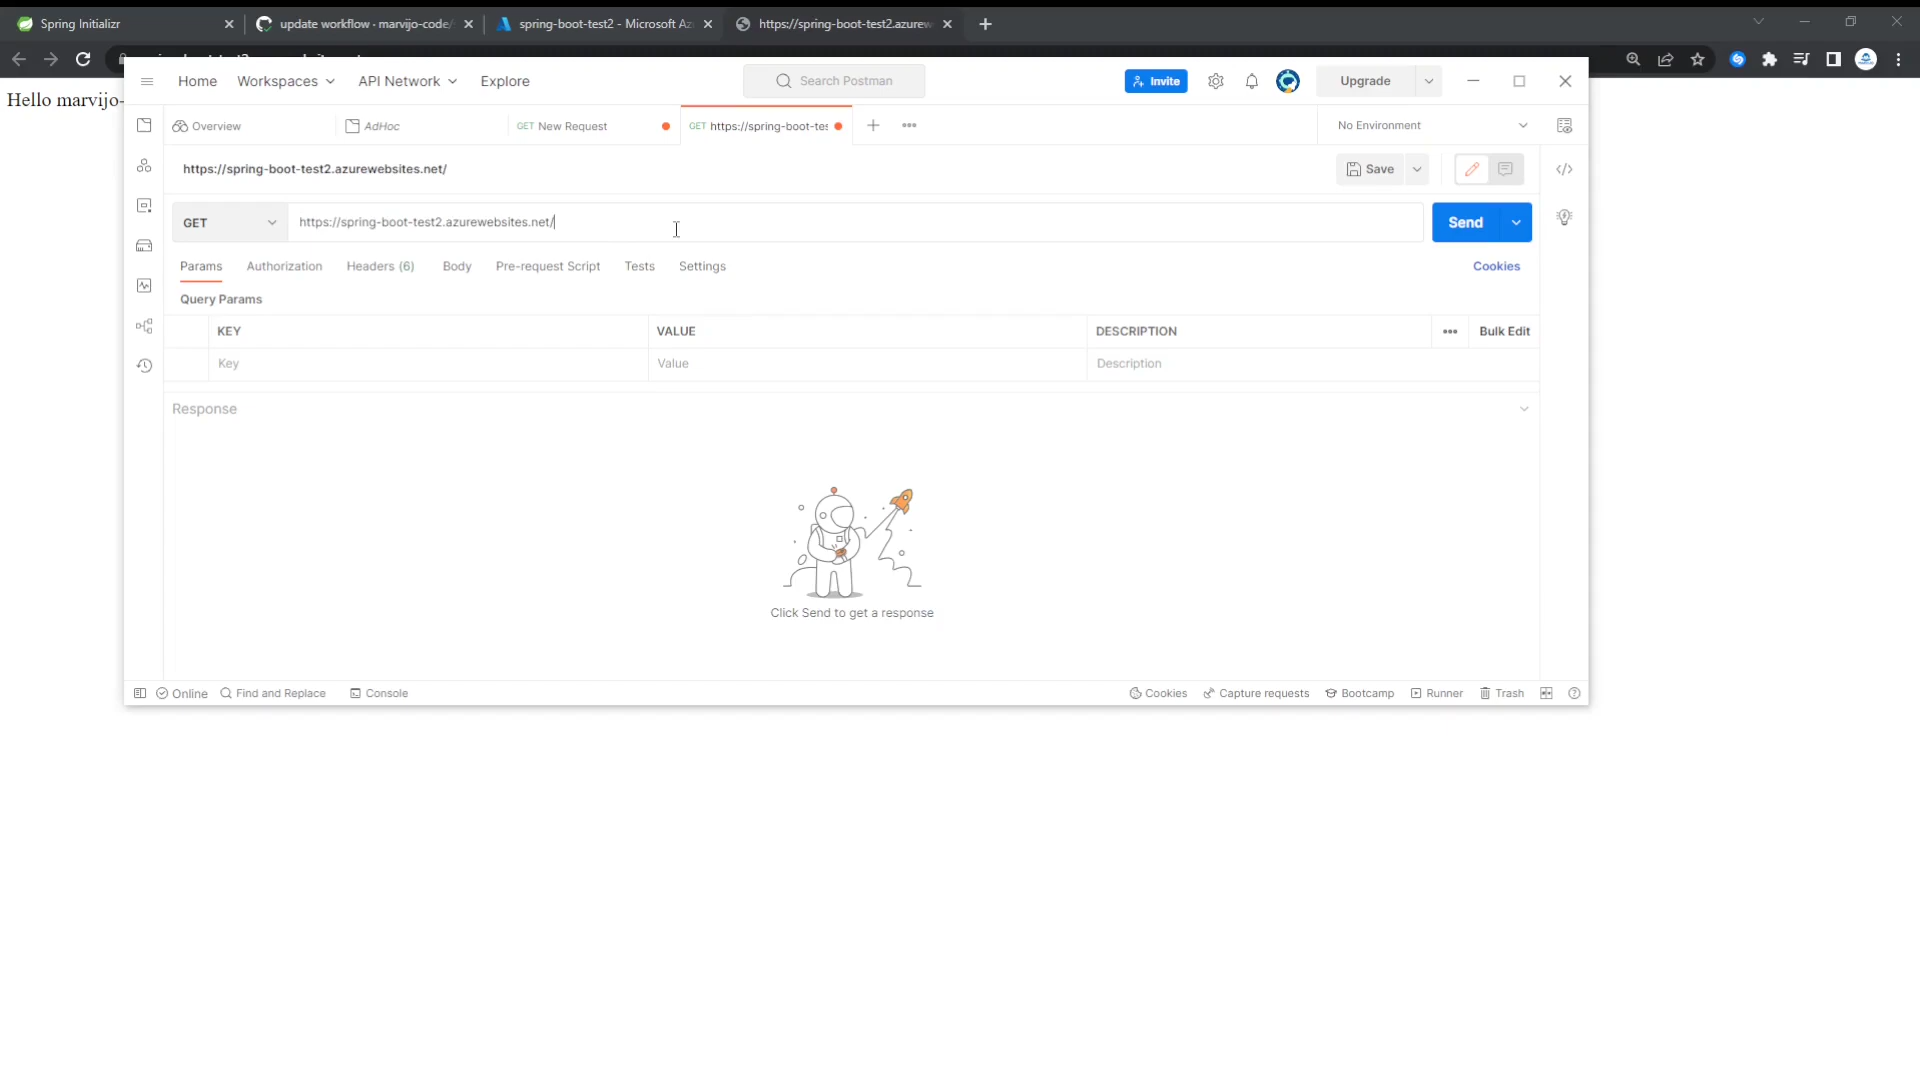 Spring Initializr
update workflow · marvijo-code/
spring-boot-test2 - Microsoft Az
https://spring-boot-test2.azurew
Hello marvijo-
Home
Workspaces
API Network
Explore
Search Postman
Invite
Upgrade
Overview
AdHoc
GET New Request
GET https://spring-boot-tes
No Environment
https://spring-boot-test2.azurewebsites.net/
Save
GET
https://spring-boot-test2.azurewebsites.net/
Send
Params
Authorization
Headers (6)
Body
Pre-request Script
Tests
Settings
Cookies
Query Params
KEY
VALUE
DESCRIPTION
Bulk Edit
Key
Value
Description
Response
Click Send to get a response
Online
Find and Replace
Console
Cookies
Capture requests
Bootcamp
Runner
Trash